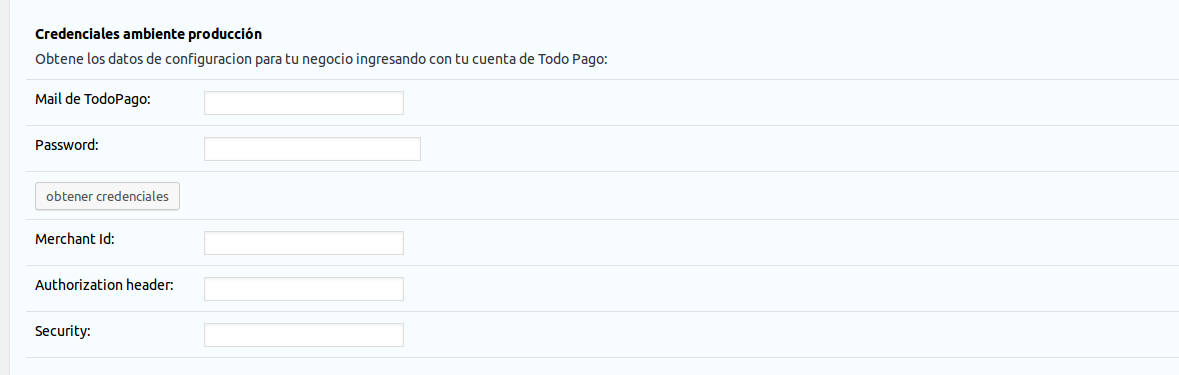 Credenciales ambiente producción
Obtene los datos de configuracion para tu negocio ingresando con tu cuenta de Todo Pago:
Mail de TodoPago:
Password:
obtener credenciales
Merchant Id:
Authorization header:
Security: